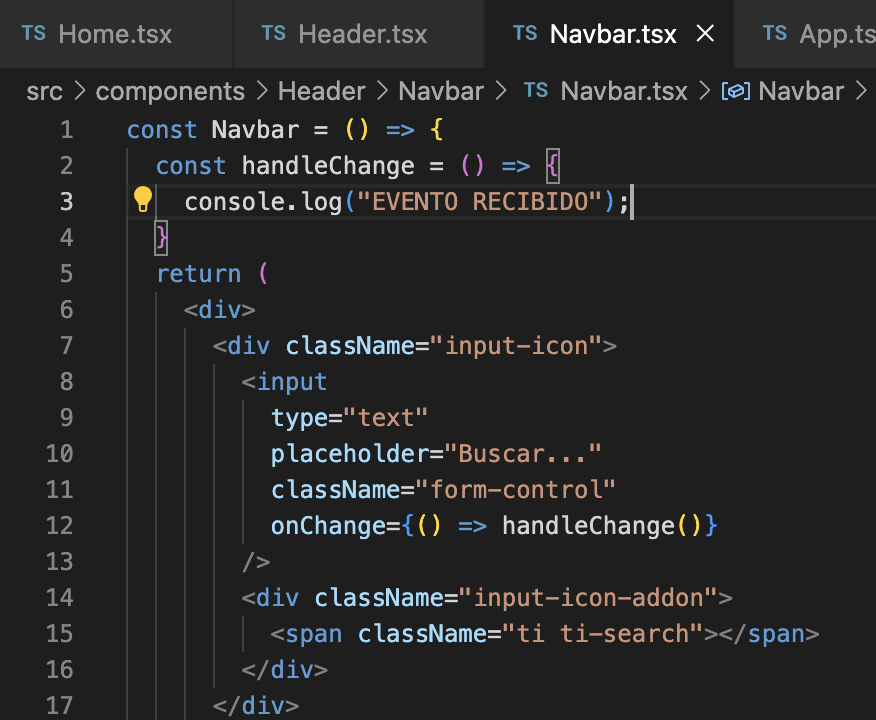 TS Home.tsx TS Header.tsx TS Navbar.tsx × TS App.ts
src > components > Header > Navbar > TS Navbar.tsx > Navbar >
1 const Navbar = () => {
2 const handleChange = () => {
3 console.log("EVENTO RECIBIDO");
4 }
5 return (
6 <div>
7 <div className="input-icon">
8 <input
9 type="text"
10 placeholder="Buscar..."
11 className="form-control"
12 onChange={() => handleChange()}
13 />
14 <div className="input-icon-addon">
15 <span className="ti ti-search"></span>
16 </div>
17 </div>